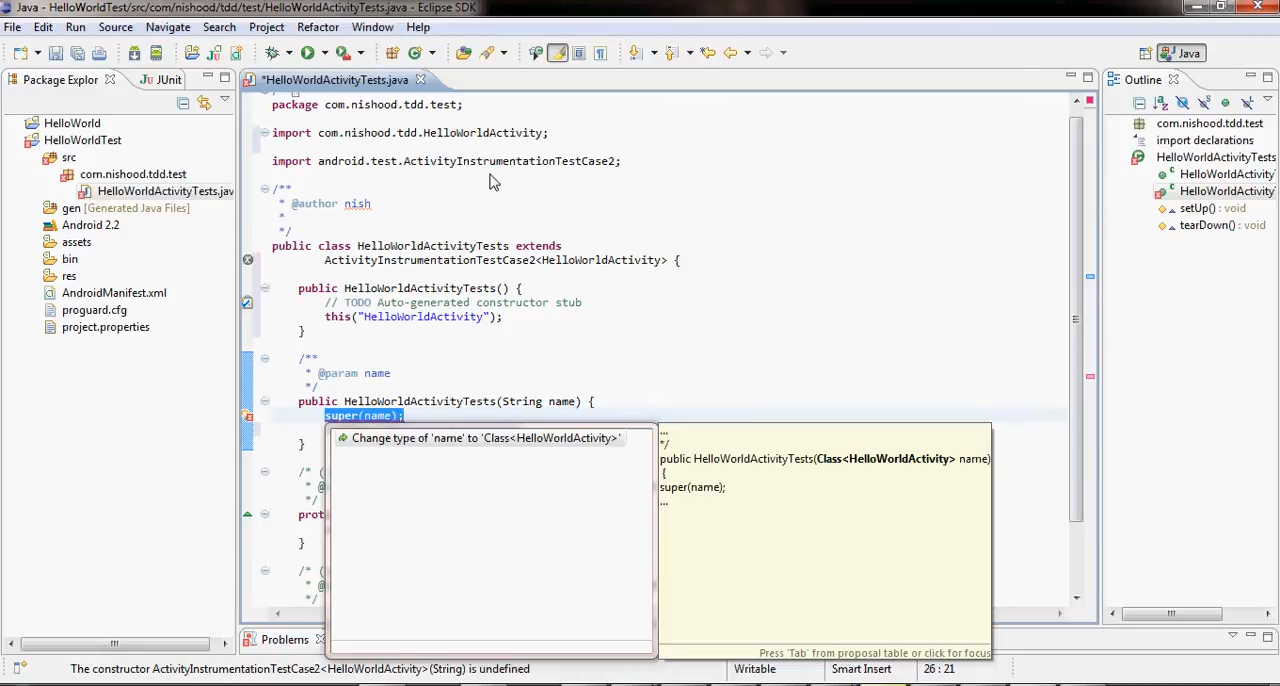 Java - HelloWorldTest/src/com/nishood/tdd/test/HelloWorldActivityTests.java - Eclipse SDK
File Edit Run Source Navigate Search Project Refactor Window Help
Java
Package Explor JUnit
*HelloWorldActivityTests.java
Outline
HelloWorld
HelloWorldTest
src
com.nishood.tdd.test
HelloWorldActivityTests.jav
gen [Generated Java Files]
Android 2.2
assets
bin
res
AndroidManifest.xml
proguard.cfg
project.properties
package com.nishood.tdd.test;
import com.nishood.tdd.HelloWorldActivity;
import android.test.ActivityInstrumentationTestCase2;
/**
* @author nish
*
*/
public class HelloWorldActivityTests extends
ActivityInstrumentationTestCase2<HelloWorldActivity> {
public HelloWorldActivityTests() {
// TODO Auto-generated constructor stub
this("HelloWorldActivity");
}
/**
* @param name
*/
public HelloWorldActivityTests(String name) {
super(name);
}
/* (
* @
*/
prot
}
/* (
* @
*/
Change type of 'name' to 'Class<HelloWorldActivity>'
...
*/
public HelloWorldActivityTests(Class<HelloWorldActivity> name)
{
super(name);
...
Press 'Tab' from proposal table or click for focus
com.nishood.tdd.test
import declarations
HelloWorldActivityTests
HelloWorldActivity
HelloWorldActivity
setUp() : void
tearDown() : void
Problems
The constructor ActivityInstrumentationTestCase2<HelloWorldActivity>(String) is undefined
Writable
Smart Insert
26 : 21